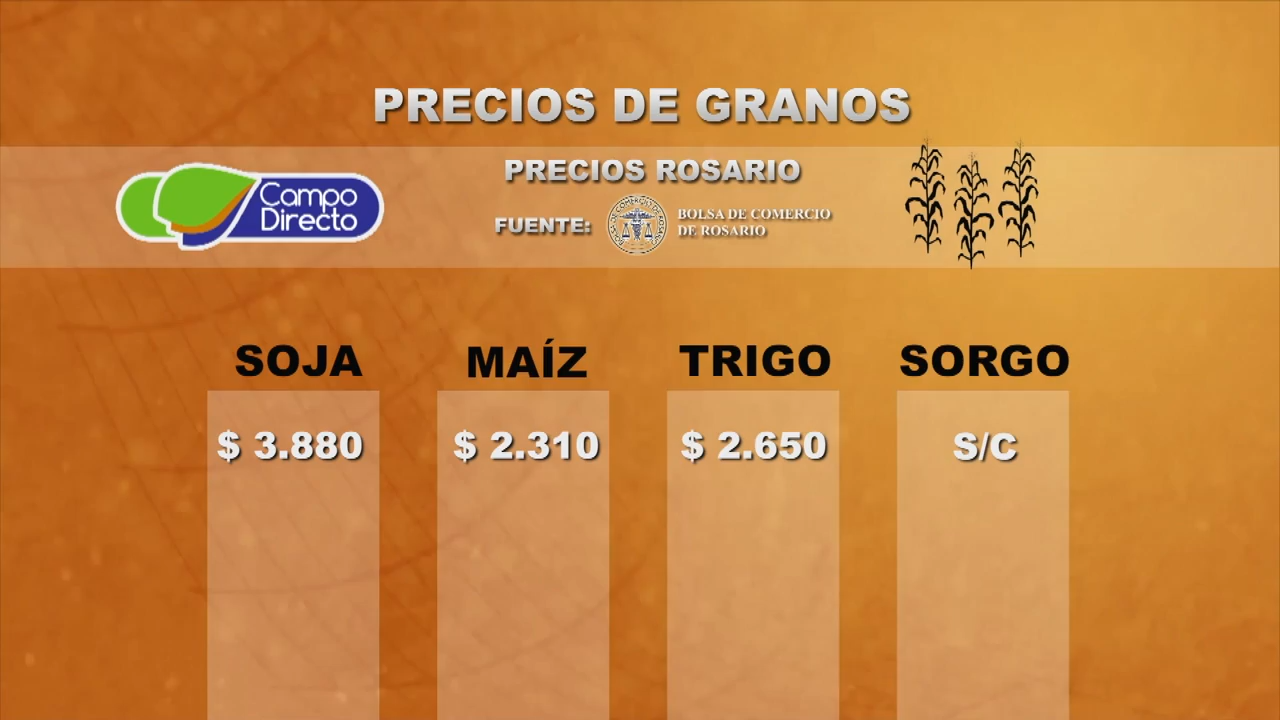 PRECIOS DE GRANOS
Campo
Directo
PRECIOS ROSARIO
FUENTE:
BOLSA DE COMERCIO
DE ROSARIO
SOJA
MAÍZ
TRIGO
SORGO
$ 3.880
$ 2.310
$ 2.650
S/C